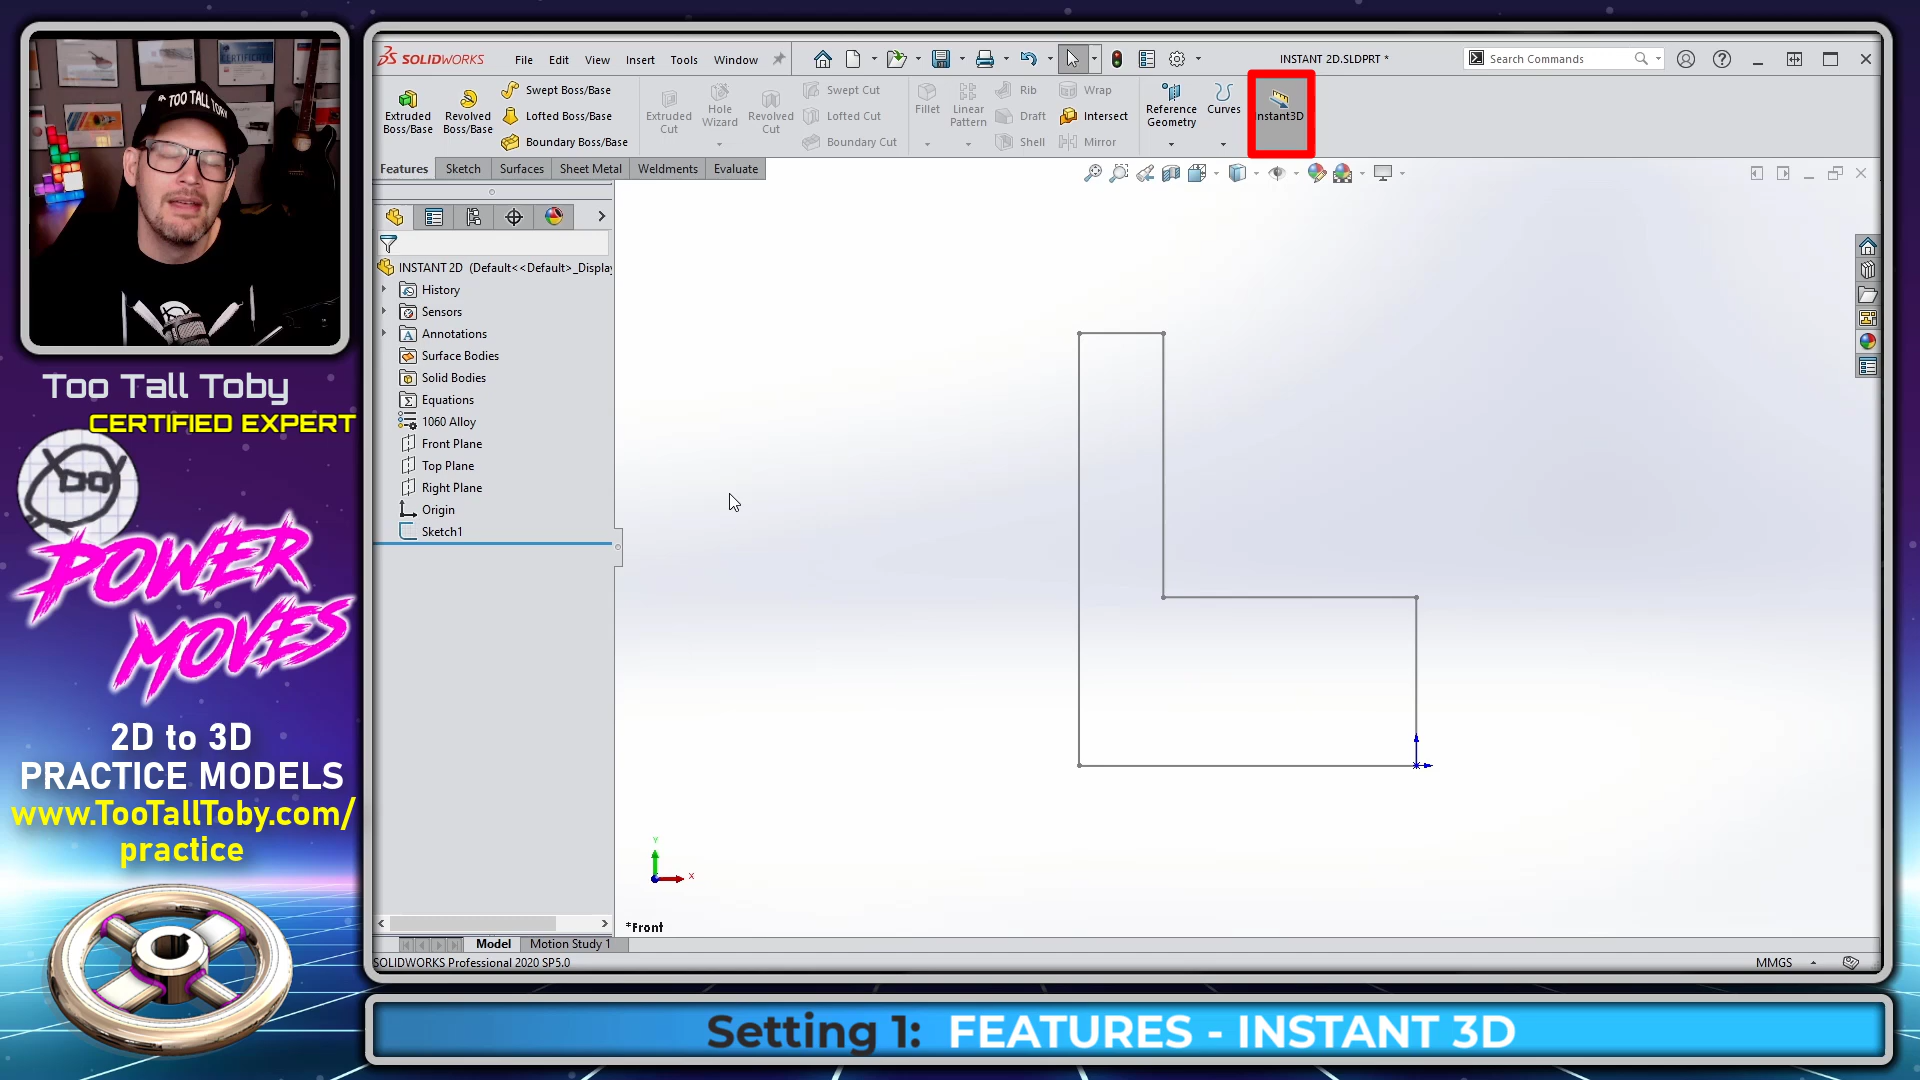 TOO TALL TOBY
Too Tall Toby
CERTIFIED EXPERT
POWER
MOVES
2D to 3D
PRACTICE MODELS
www.TooTallToby.com/
practice
SOLIDWORKS
File
Edit
View
Insert
Tools
Window
INSTANT 2D.SLDPRT *
Search Commands
Extruded
Boss/Base
Revolved
Boss/Base
Swept Boss/Base
Lofted Boss/Base
Boundary Boss/Base
Extruded
Cut
Hole
Wizard
Revolved
Cut
Swept Cut
Lofted Cut
Boundary Cut
Fillet
Linear
Pattern
Rib
Draft
Shell
Wrap
Intersect
Mirror
Reference
Geometry
Curves
Instant3D
Features
Sketch
Surfaces
Sheet Metal
Weldments
Evaluate
INSTANT 2D (Default<<Default>_Display
History
Sensors
Annotations
Surface Bodies
Solid Bodies
Equations
1060 Alloy
Front Plane
Top Plane
Right Plane
Origin
Sketch1
Y
X
*Front
Model
Motion Study 1
SOLIDWORKS Professional 2020 SP5.0
MMGS
Setting 1: FEATURES - INSTANT 3D